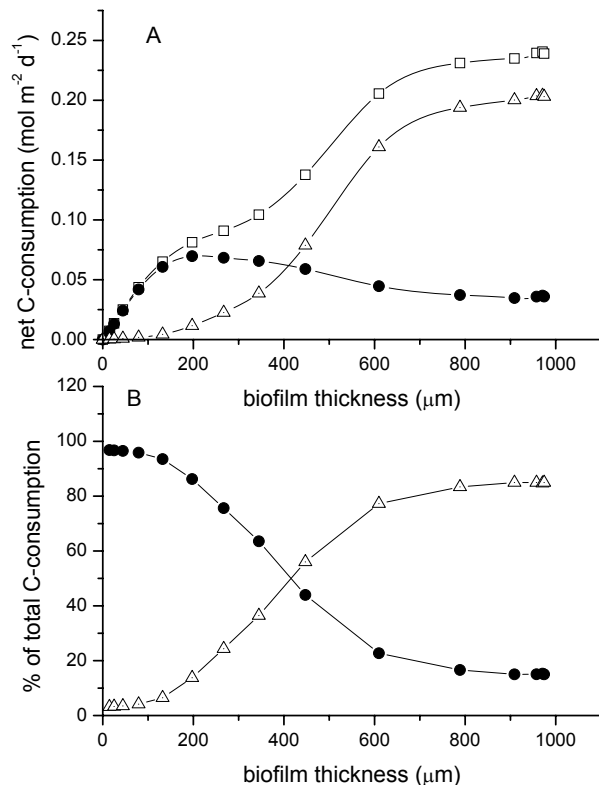 A
net C-consumption (mol m⁻² d⁻¹)
0.25
0.20
0.15
0.10
0.05
0.00
0 200 400 600 800 1000
biofilm thickness (μm)
B
% of total C-consumption
120
100
80
60
40
20
0
0 200 400 600 800 1000
biofilm thickness (μm)